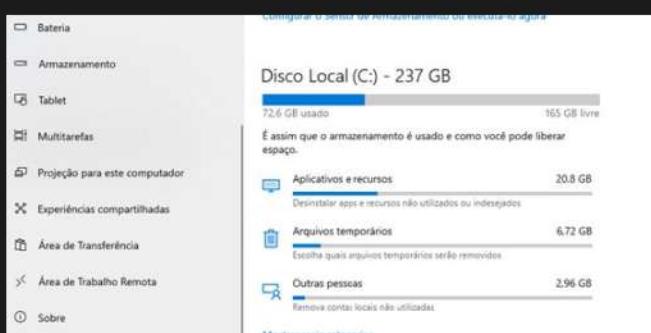 Configurar o Sensor de Armazenamento ou executá-lo agora
Bateria
Armazenamento
Tablet
Multitarefas
Projeção para este computador
Experiências compartilhadas
Área de Transferência
Área de Trabalho Remota
Sobre
Disco Local (C:) - 237 GB
72,6 GB usado 165 GB livre
É assim que o armazenamento é usado e como você pode liberar
espaço.
Aplicativos e recursos 20.8 GB
Desinstalar apps e recursos não utilizados ou indesejados
Arquivos temporários 6,72 GB
Escolha quais arquivos temporários serão removidos
Outras pessoas 2,96 GB
Remova contas locais não utilizadas